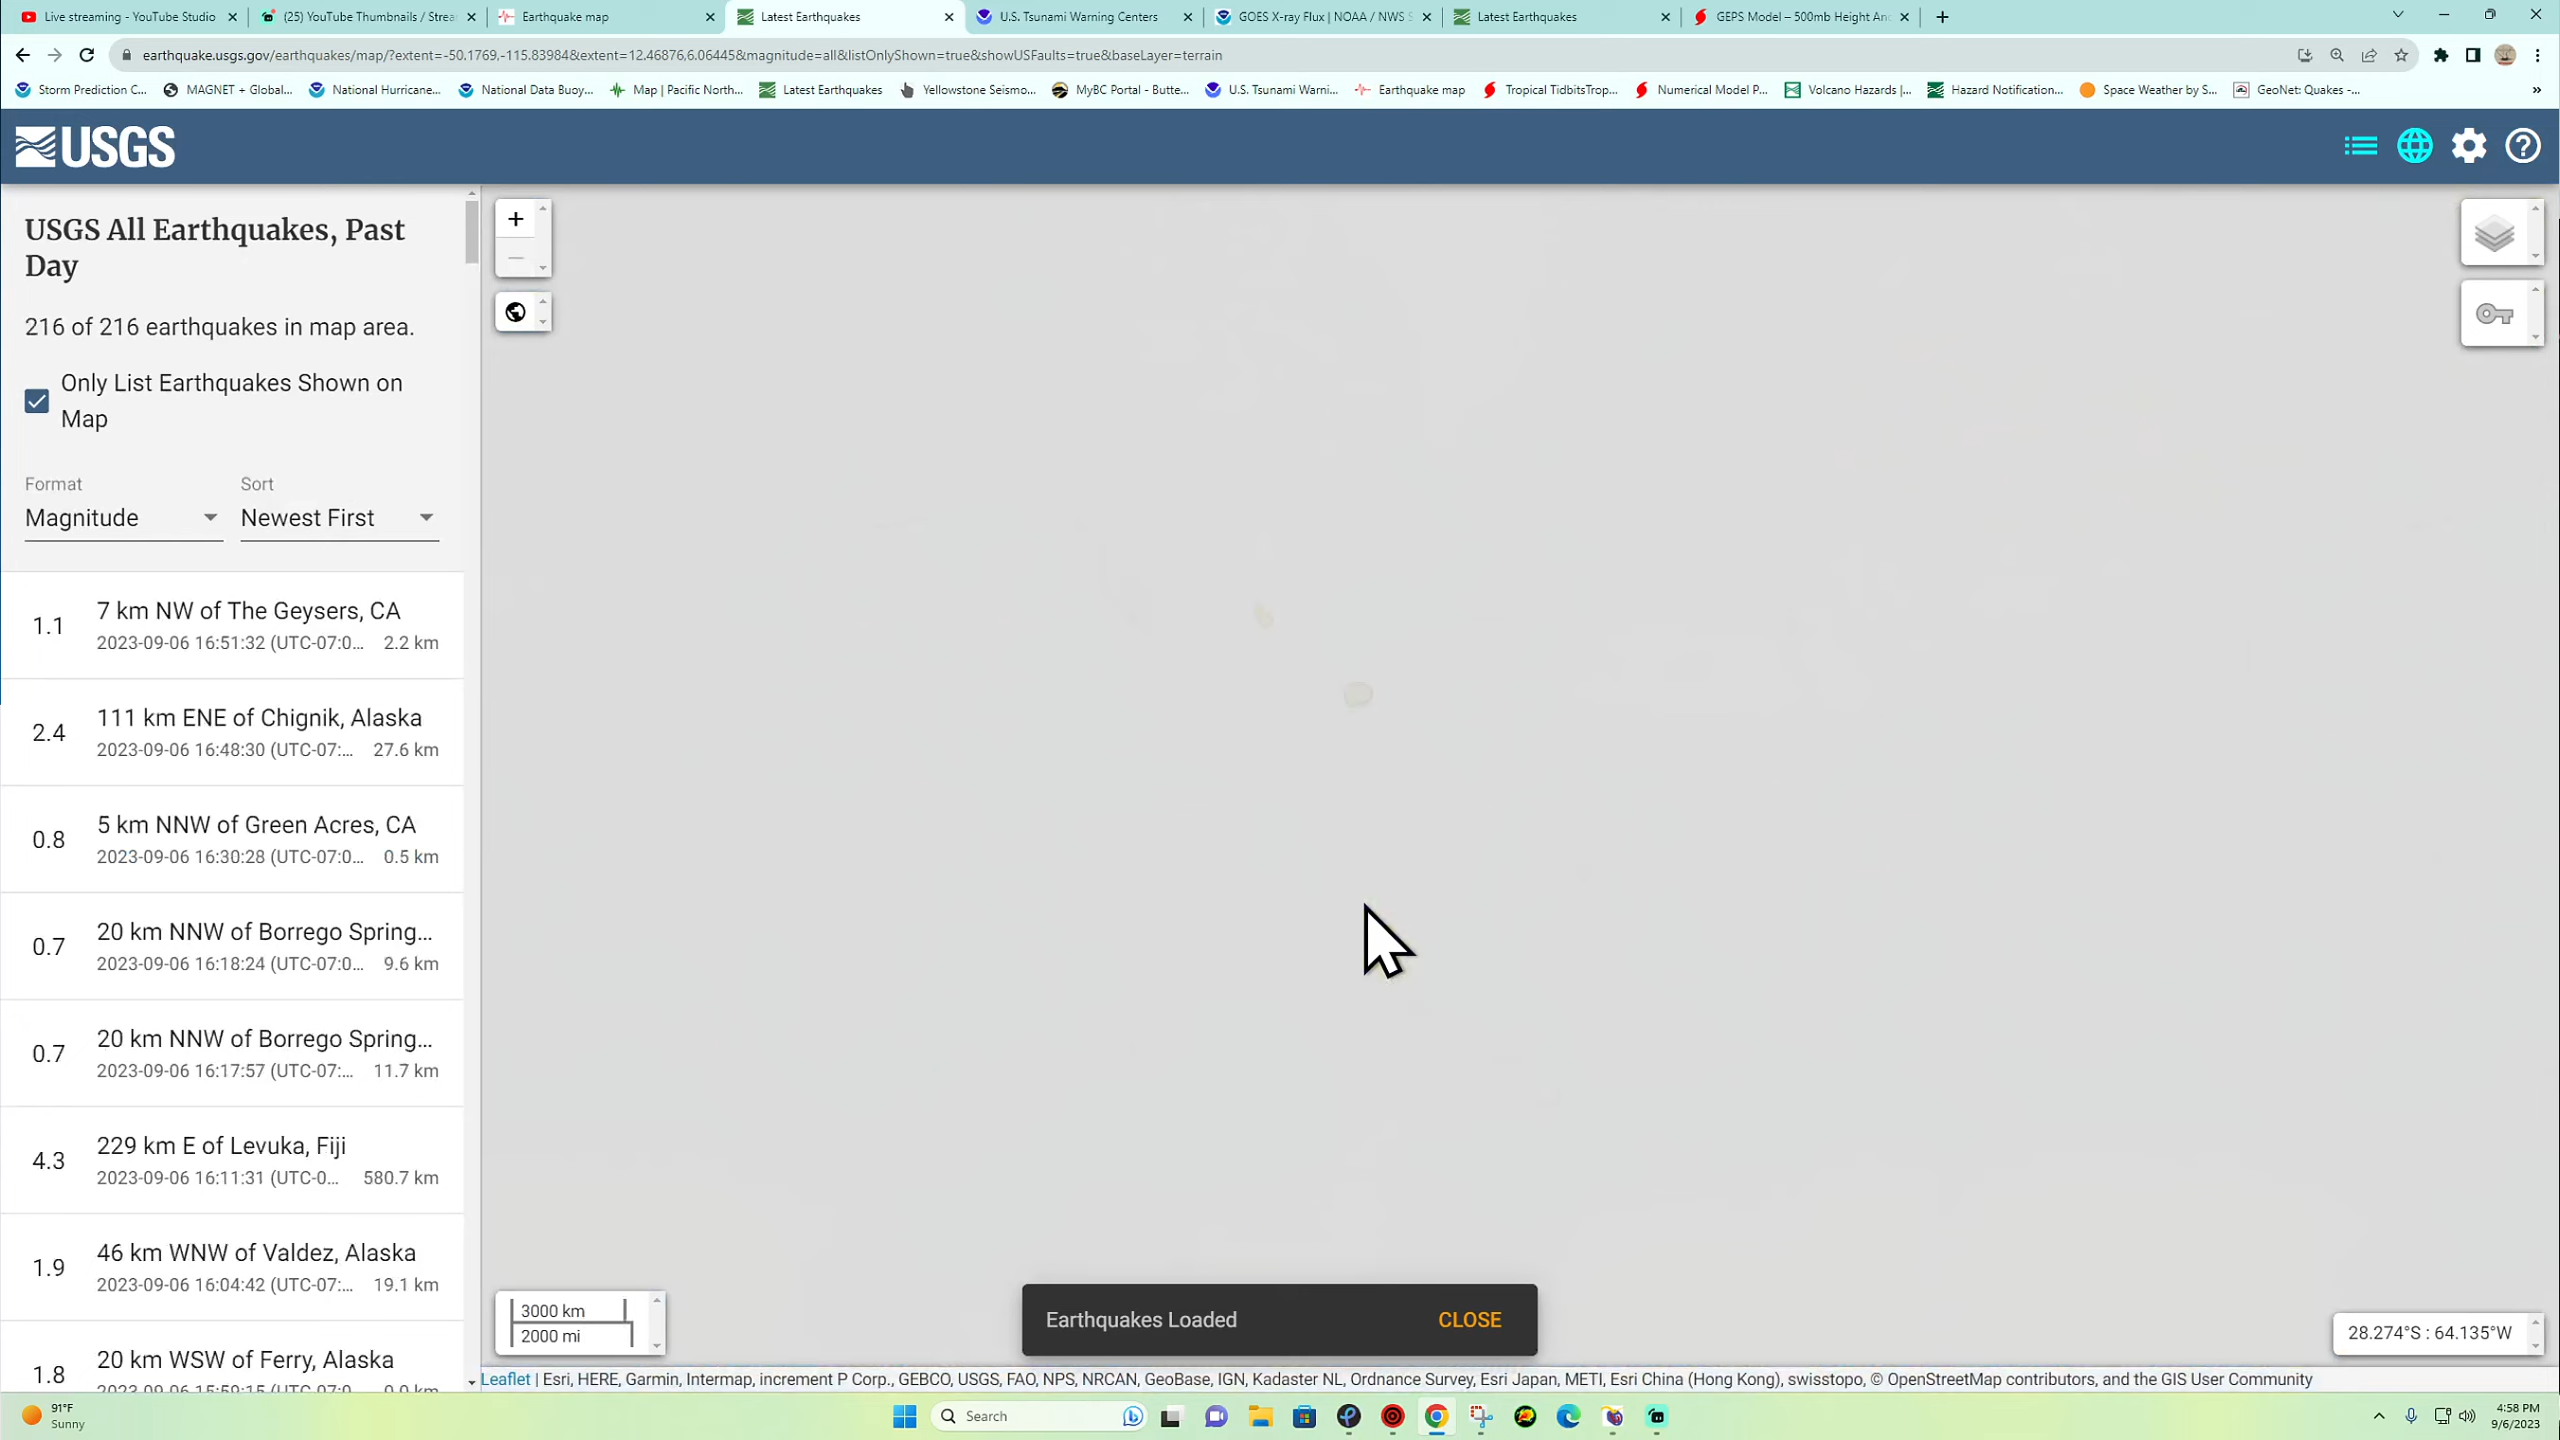 Live streaming - YouTube Studio
(25) YouTube Thumbnails / Strea
Earthquake map
Latest Earthquakes
U.S. Tsunami Warning Centers
GOES X-ray Flux | NOAA / NWS S
Latest Earthquakes
GEPS Model – 500mb Height An
earthquake.usgs.gov/earthquakes/map/?extent=-50.1769,-115.83984&extent=12.46876,6.06445&magnitude=all&listOnlyShown=true&showUSFaults=true&baseLayer=terrain
Storm Prediction C...
MAGNET + Global...
National Hurricane...
National Data Buoy...
Map | Pacific North...
Latest Earthquakes
Yellowstone Seismo...
MyBC Portal - Butte...
U.S. Tsunami Warni...
Earthquake map
Tropical TidbitsTrop...
Numerical Model P...
Volcano Hazards |...
Hazard Notification...
Space Weather by S...
GeoNet: Quakes -...
USGS
USGS All Earthquakes, Past
Day
216 of 216 earthquakes in map area.
Only List Earthquakes Shown on
Map
Format
Sort
Magnitude
Newest First
1.1
7 km NW of The Geysers, CA
2023-09-06 16:51:32 (UTC-07:0... 2.2 km
2.4
111 km ENE of Chignik, Alaska
2023-09-06 16:48:30 (UTC-07:... 27.6 km
0.8
5 km NNW of Green Acres, CA
2023-09-06 16:30:28 (UTC-07:0... 0.5 km
0.7
20 km NNW of Borrego Spring...
2023-09-06 16:18:24 (UTC-07:0... 9.6 km
0.7
20 km NNW of Borrego Spring...
2023-09-06 16:17:57 (UTC-07:... 11.7 km
4.3
229 km E of Levuka, Fiji
2023-09-06 16:11:31 (UTC-0... 580.7 km
1.9
46 km WNW of Valdez, Alaska
2023-09-06 16:04:42 (UTC-07:... 19.1 km
1.8
20 km WSW of Ferry, Alaska
2023-09-06 15:59:15 (UTC-07:0... 0.0 km
3000 km
2000 mi
Earthquakes Loaded
CLOSE
28.274°S : 64.135°W
Leaflet | Esri, HERE, Garmin, Intermap, increment P Corp., GEBCO, USGS, FAO, NPS, NRCAN, GeoBase, IGN, Kadaster NL, Ordnance Survey, Esri Japan, METI, Esri China (Hong Kong), swisstopo, © OpenStreetMap contributors, and the GIS User Community
91°F
Sunny
Search
4:58 PM
9/6/2023